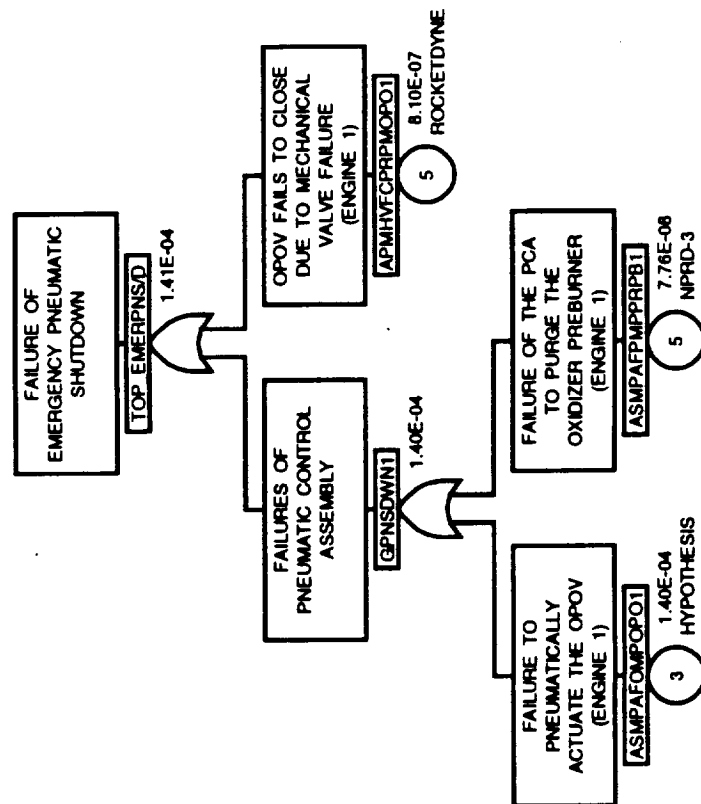 FAILURE OF
EMERGENCY PNEUMATIC
SHUTDOWN
TOP EMERPNS/D
1.41E-04
FAILURES OF
PNEUMATIC CONTROL
ASSEMBLY
GPNSDWN1
1.40E-04
OPOV FAILS TO CLOSE
DUE TO MECHANICAL
VALVE FAILURE
(ENGINE 1)
APMHVFCPRPMOPO1
8.10E-07
ROCKETDYNE
5
FAILURE TO
PNEUMATICALLY
ACTUATE THE OPOV
(ENGINE 1)
ASMPAFOMPOPO1
1.40E-04
HYPOTHESIS
3
FAILURE OF THE PCA
TO PURGE THE
OXIDIZER PREBURNER
(ENGINE 1)
ASMPAFPMPPRPB1
7.76E-08
NPRD-3
5